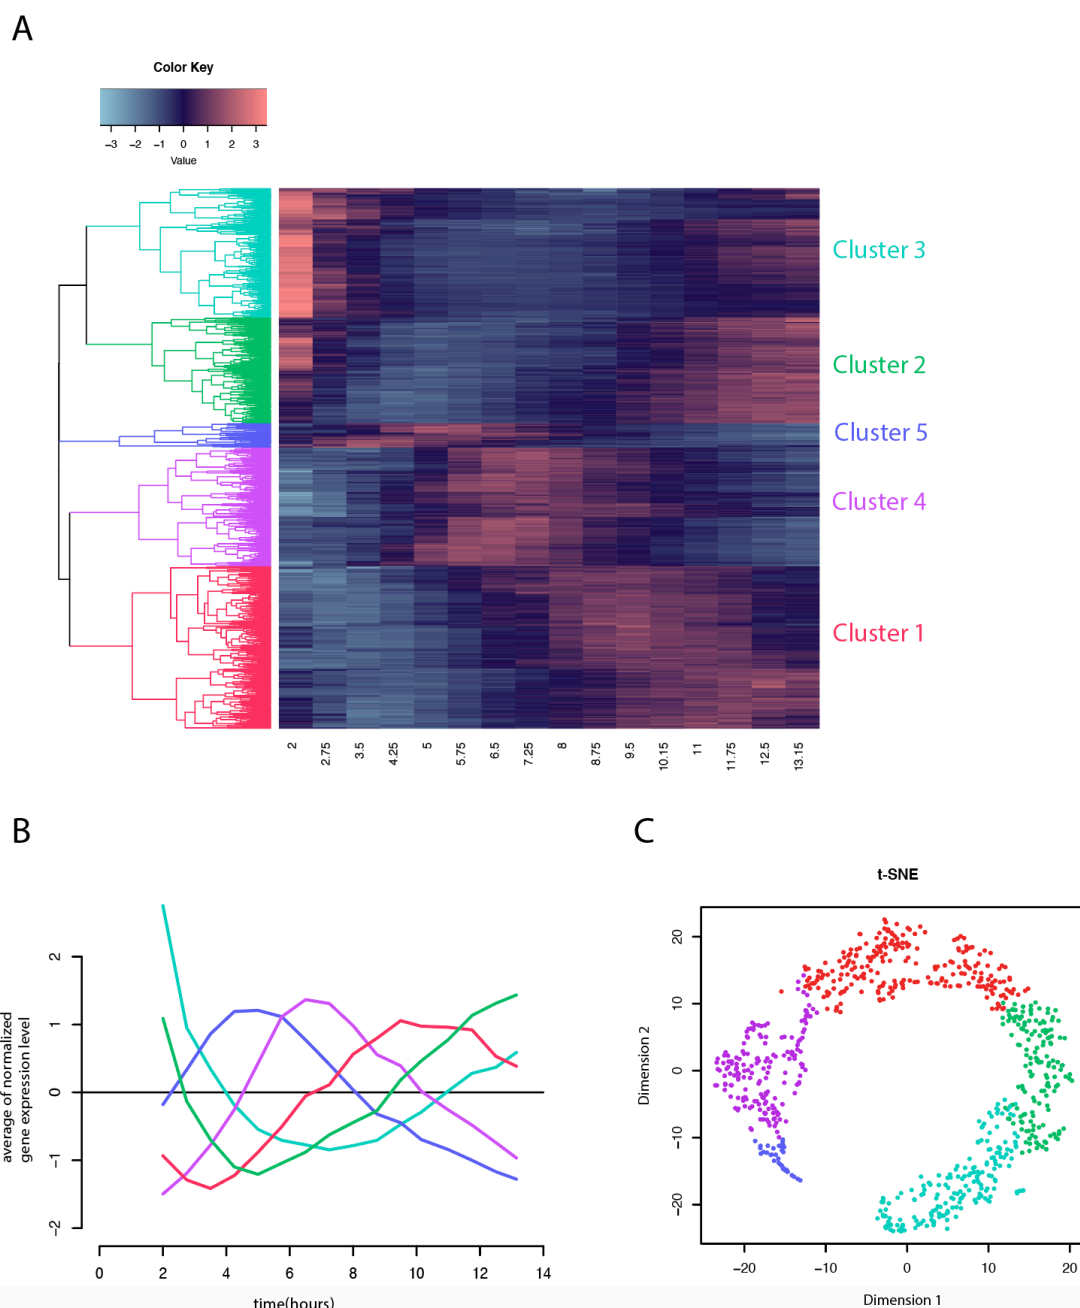 A
Color Key
−3 −2 −1 0 1 2 3
Value
Cluster 3
Cluster 2
Cluster 5
Cluster 4
Cluster 1
2 2.75 3.5 4.25 5 5.75 6.5 7.25 8 8.75 9.5 10.15 11 11.75 12.5 13.15
B
average of normalized
gene expression level
2
1
0
−1
−2
0 2 4 6 8 10 12 14
time(hours)
C
t-SNE
Dimension 2
20
10
0
−10
−20
−20 −10 0 10 20
Dimension 1